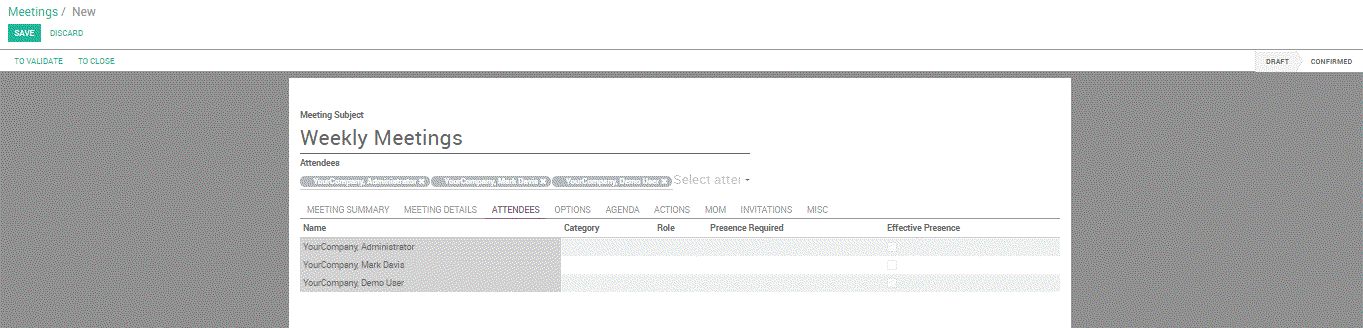 Meetings / New
SAVE DISCARD
TO VALIDATE TO CLOSE DRAFT CONFIRMED
Meeting Subject
Weekly Meetings
Attendees
YourCompany, Administrator × YourCompany, Mark Davis × YourCompany, Demo User × Select atter
MEETING SUMMARY MEETING DETAILS ATTENDEES OPTIONS AGENDA ACTIONS MOM INVITATIONS MISC
Name Category Role Presence Required Effective Presence
YourCompany, Administrator
YourCompany, Mark Davis
YourCompany, Demo User